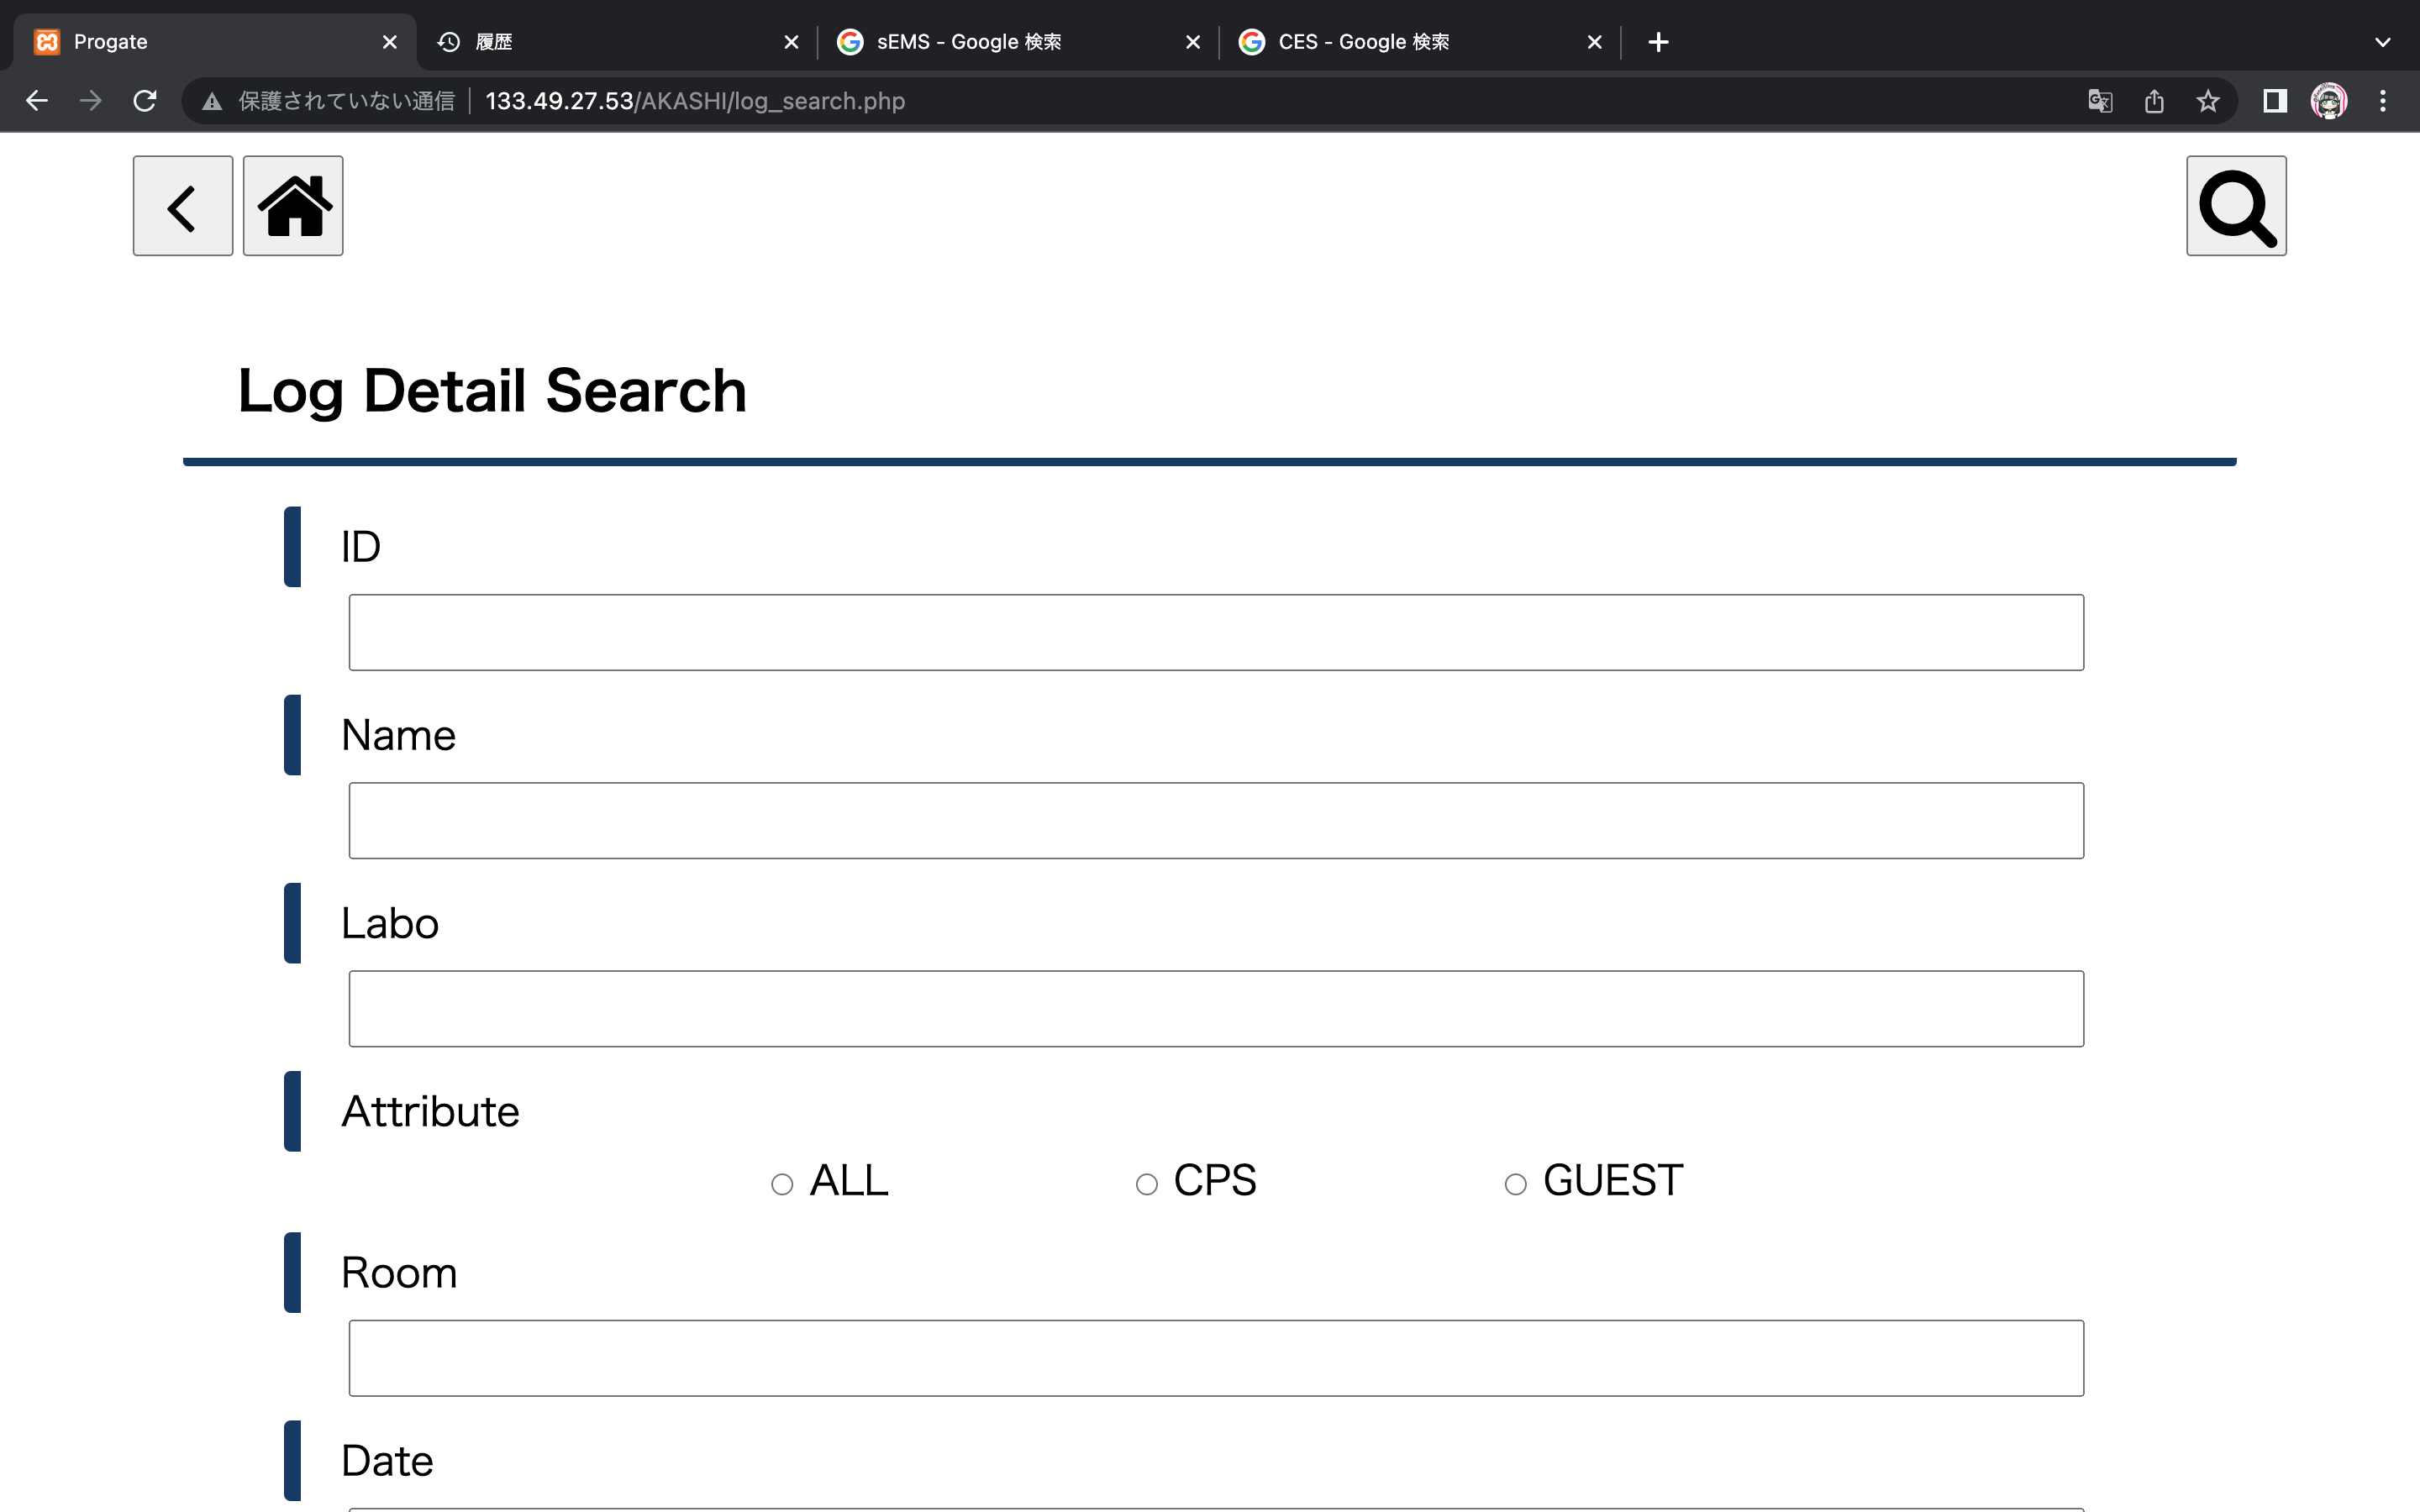 Progate
履歴
sEMS - Google 検索
CES - Google 検索
保護されていない通信
133.49.27.53/AKASHI/log_search.php
Log Detail Search
ID
Name
Labo
Attribute
ALL CPS GUEST
Room
Date